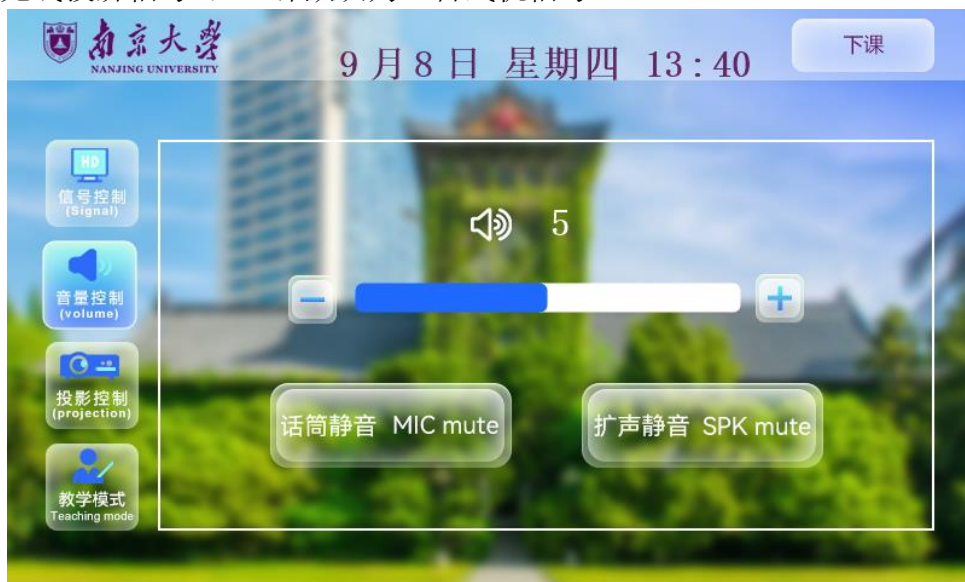 南京大学
NANJING UNIVERSITY
9月8日 星期四 13:40
下课
HD
信号控制
(Signal)
5
音量控制
(volume)
投影控制
(projection)
话筒静音 MIC mute
扩声静音 SPK mute
教学模式
Teaching mode